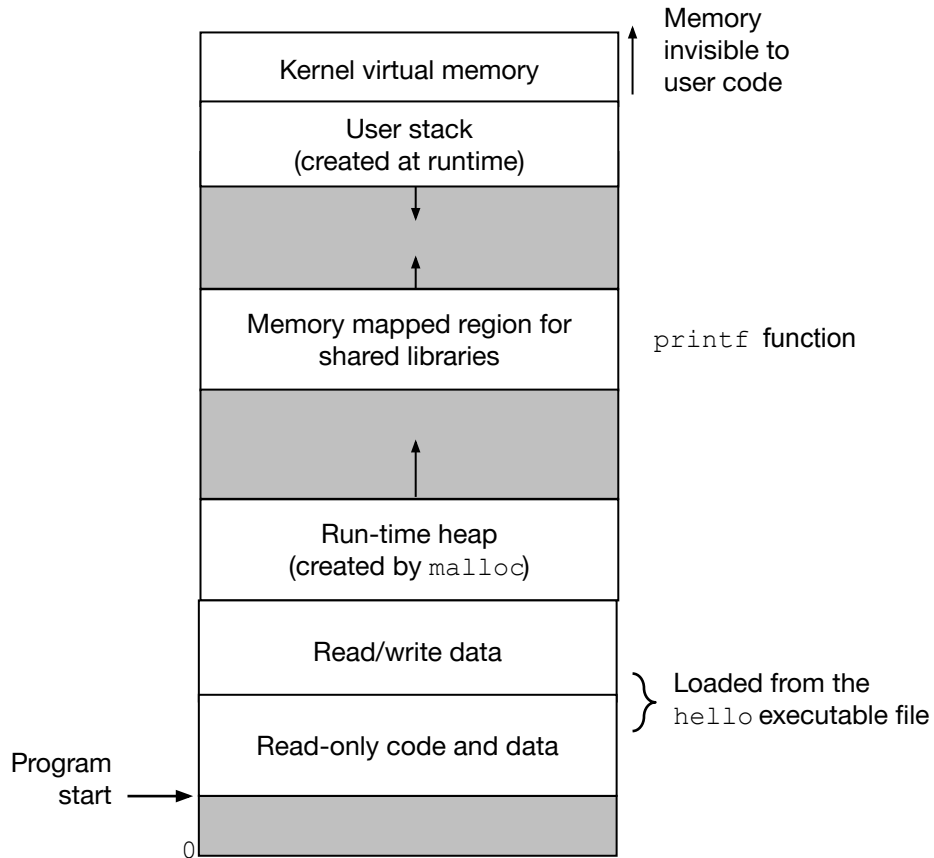 Memory
invisible to
user code
Kernel virtual memory
User stack
(created at runtime)
Memory mapped region for
shared libraries
printf function
Run-time heap
(created by malloc)
Read/write data
Loaded from the
hello executable file
Read-only code and data
Program
start
0